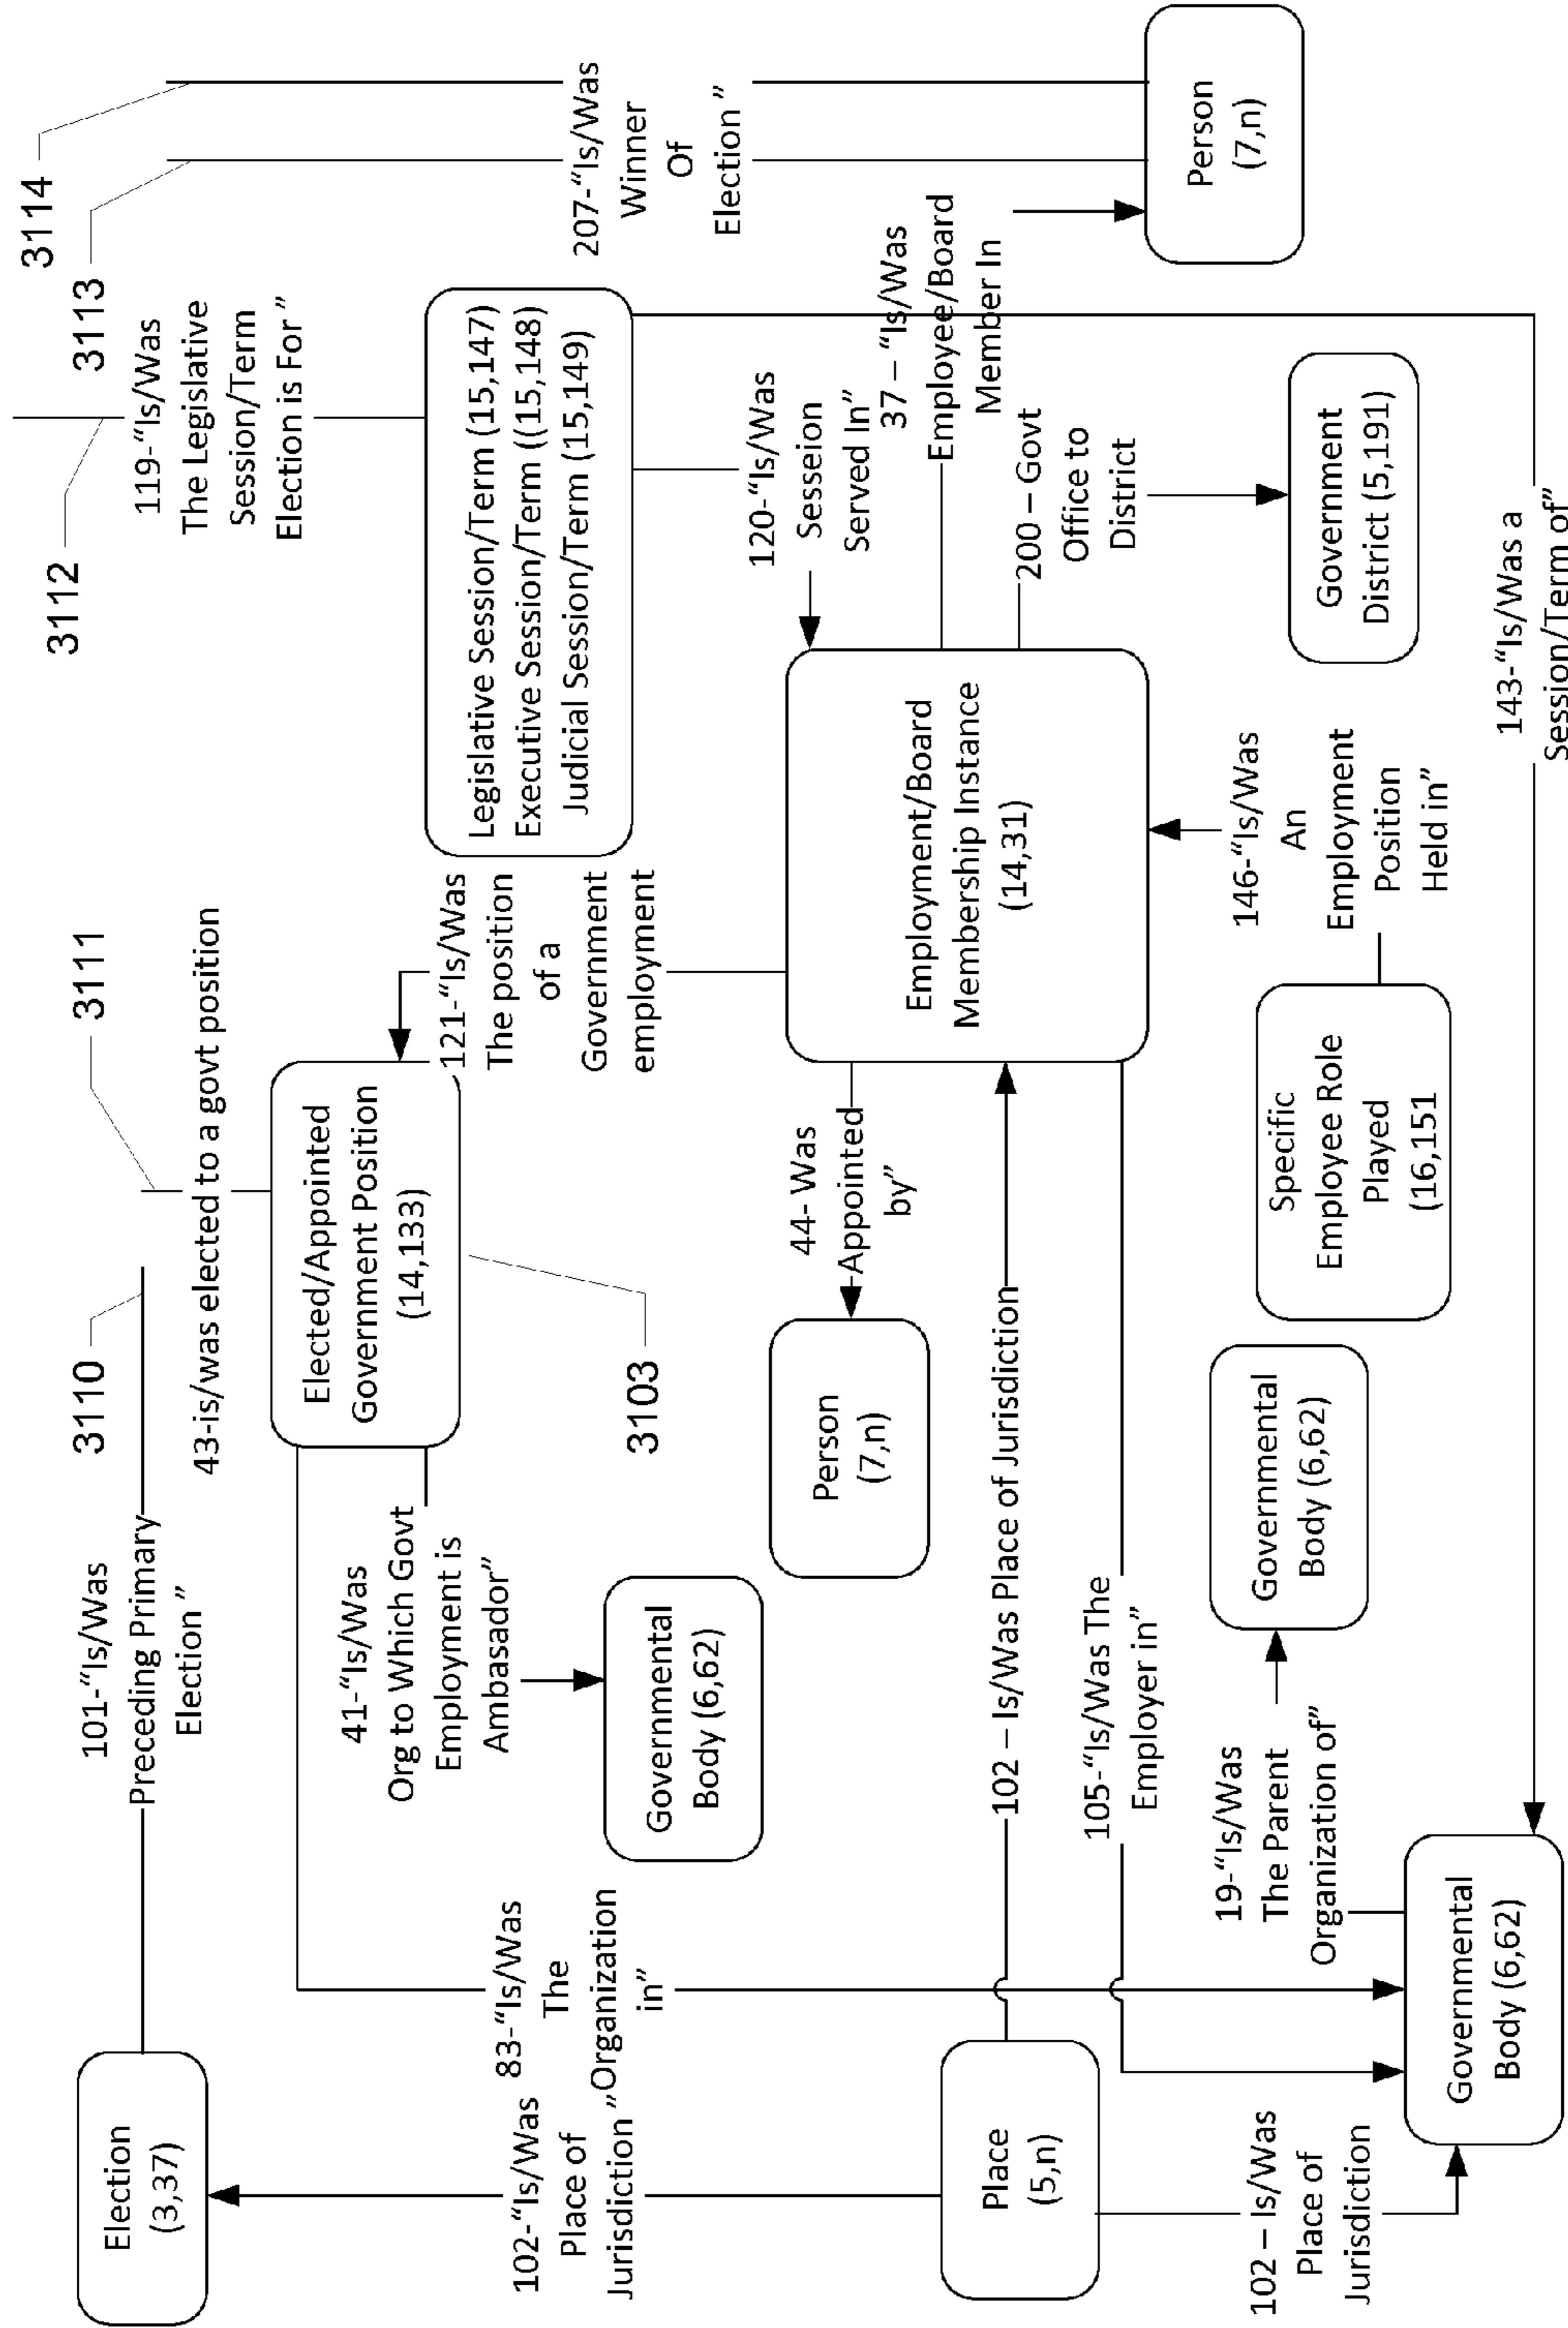 3110
3111
3112
3113
3114
Election
(3,37)
101-“Is/Was
Preceding Primary
Election ”
43-is/was elected to a govt position
119-“Is/Was
The Legislative
Session/Term
Election is For”
Elected/Appointed
Government Position
(14,133)
3103
121-“Is/Was
The position
of a
Government
employment
Legislative Session/Term (15,147)
Executive Session/Term ((15,148)
Judicial Session/Term (15,149)
207-“Is/Was
Winner
Of
Election ”
41-“Is/Was
Org to Which Govt
Employment is
Ambasador”
Governmental
Body (6,62)
102-“Is/Was
Place of
Jurisdiction ”
83-“Is/Was
The
Organization
in”
120-“Is/Was
Sesseion
Served In”
37 – “Is/Was
Employee/Board
Member In
Person
(7,n)
44- Was
Appointed
by”
Person
(7,n)
Employment/Board
Membership Instance
(14,31)
200 – Govt
Office to
District
Government
District (5,191)
Place
(5,n)
102 – Is/Was Place of Jurisdiction
105-“Is/Was The
Employer in”
146-“Is/Was
An
Employment
Position
Held in”
Specific
Employee Role
Played
(16,151
Governmental
Body (6,62)
19-“Is/Was
The Parent
Organization of”
102 – Is/Was
Place of
Jurisdiction
Governmental
Body (6,62)
143-“Is/Was a
Session/Term of”